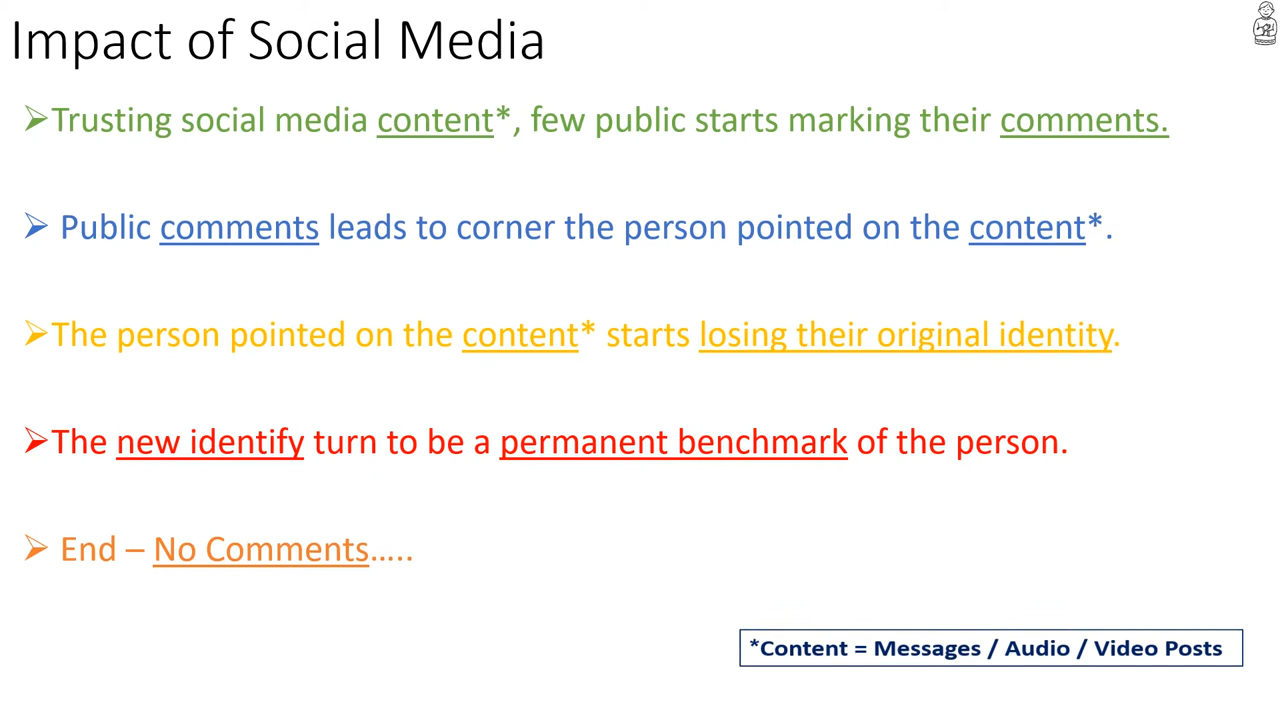 Impact of Social Media
➢Trusting social media content*, few public starts marking their comments.
➢ Public comments leads to corner the person pointed on the content*.
➢The person pointed on the content* starts losing their original identity.
➢The new identify turn to be a permanent benchmark of the person.
➢ End – No Comments…..
*Content = Messages / Audio / Video Posts